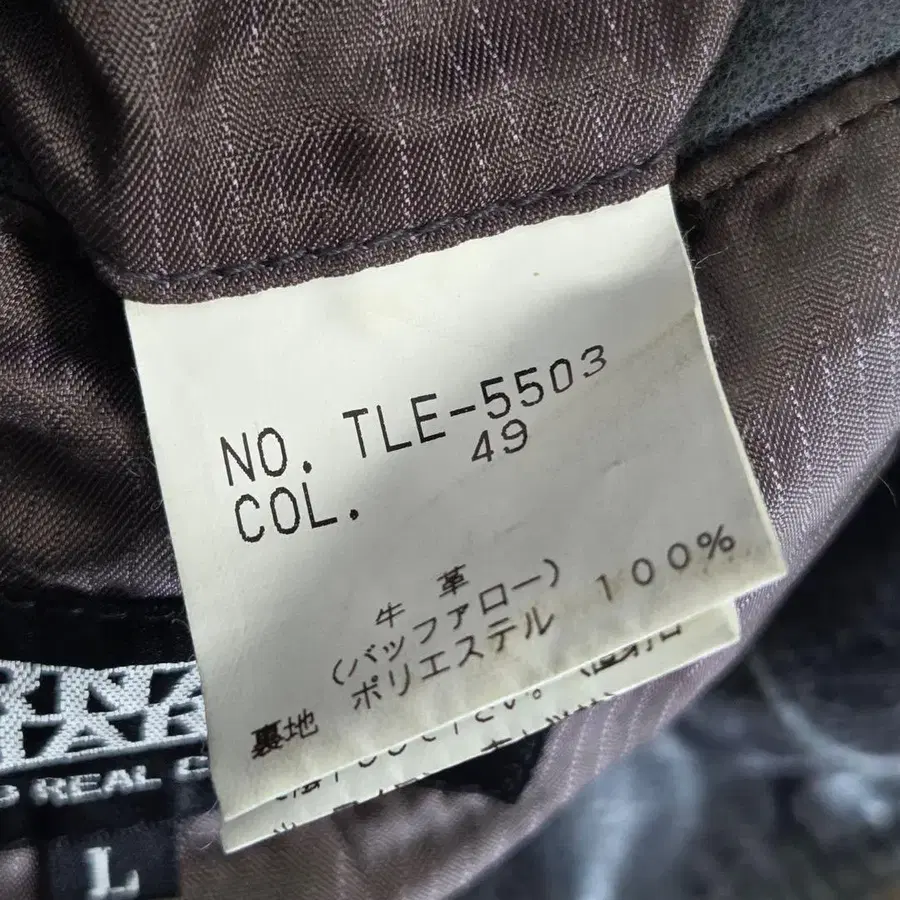 NO. TLE-5503
COL. 49
牛革
(バッファロー)
裏地 ポリエステル 100%
REAL
L